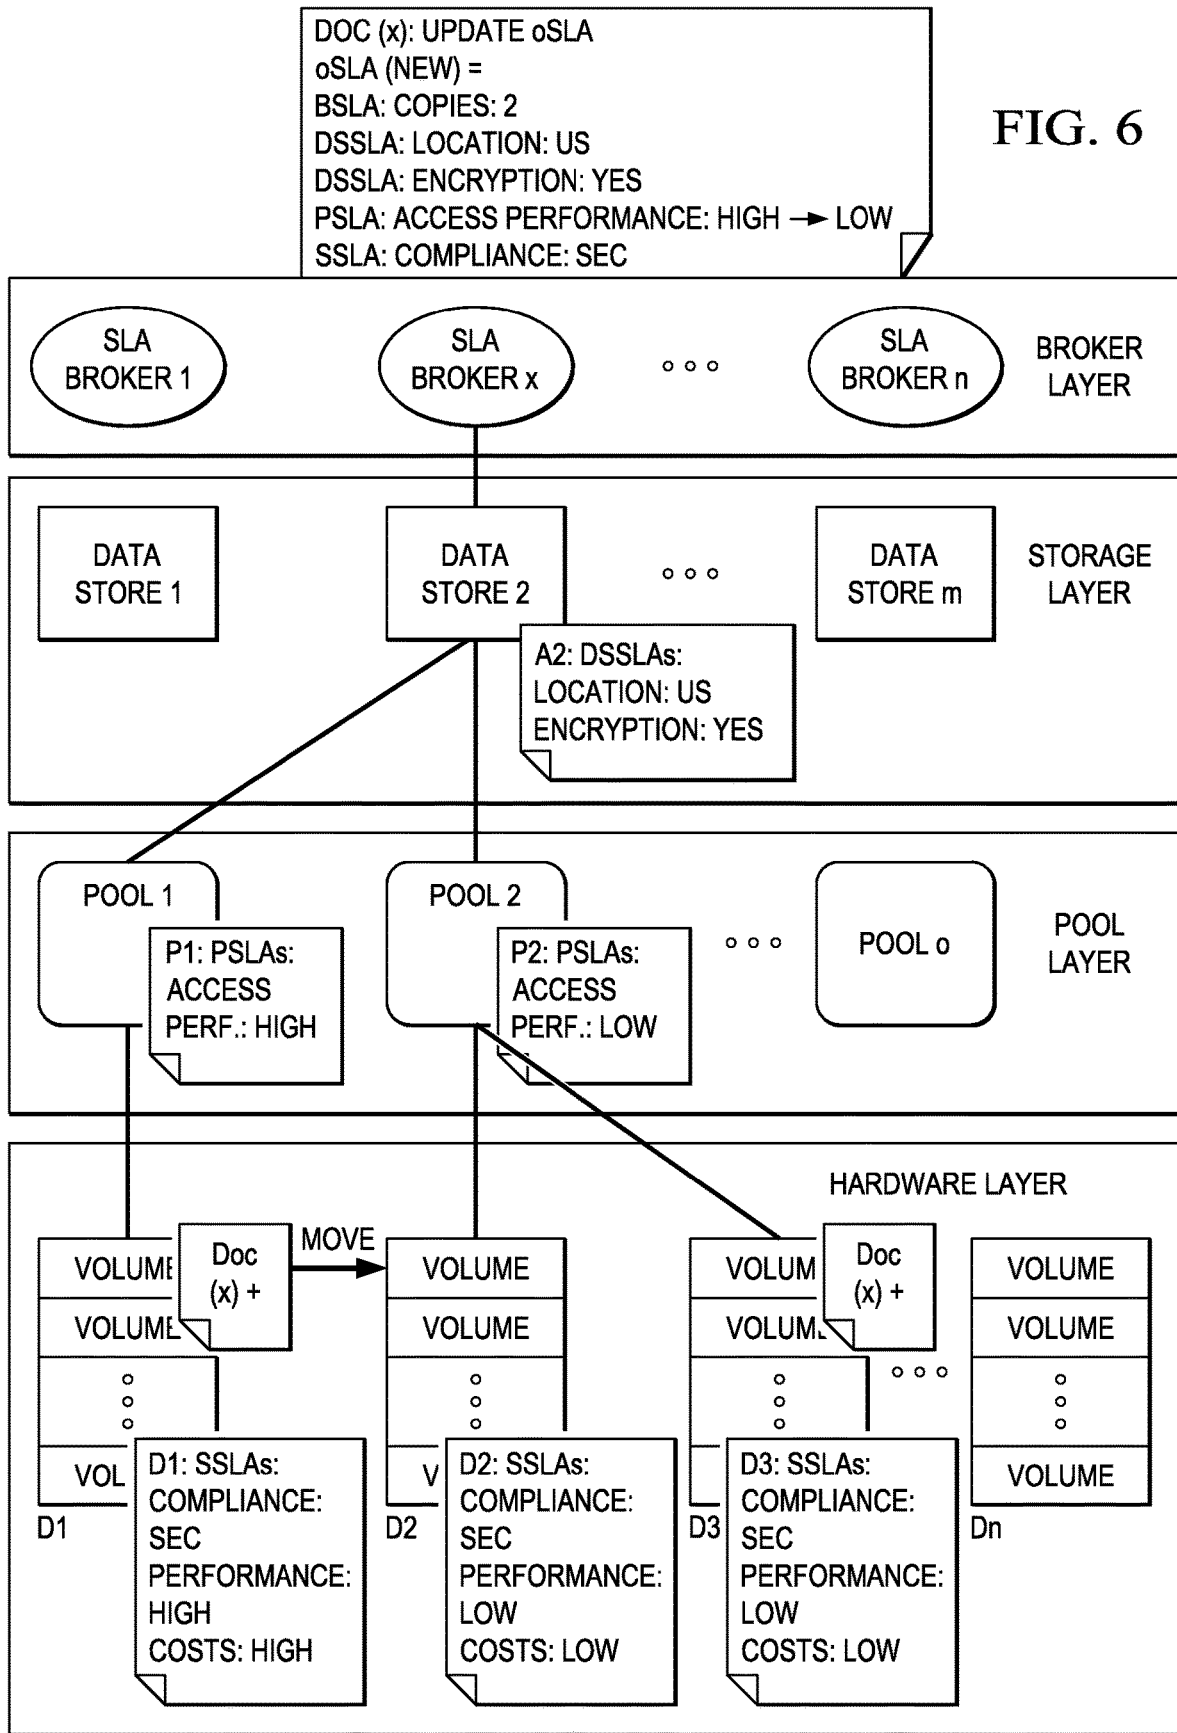 DOC (x): UPDATE oSLA
oSLA (NEW) =
BSLA: COPIES: 2
DSSLA: LOCATION: US
DSSLA: ENCRYPTION: YES
PSLA: ACCESS PERFORMANCE: HIGH → LOW
SSLA: COMPLIANCE: SEC
FIG. 6
SLA
BROKER 1
SLA
BROKER x
SLA
BROKER n
BROKER
LAYER
DATA
STORE 1
DATA
STORE 2
DATA
STORE m
STORAGE
LAYER
A2: DSSLAs:
LOCATION: US
ENCRYPTION: YES
POOL 1
P1: PSLAs:
ACCESS
PERF.: HIGH
POOL 2
P2: PSLAs:
ACCESS
PERF.: LOW
POOL o
POOL
LAYER
HARDWARE LAYER
VOLUME
VOLUME
VOL
D1
Doc
(x) +
MOVE
D1: SSLAs:
COMPLIANCE:
SEC
PERFORMANCE:
HIGH
COSTS: HIGH
VOLUME
VOLUME
V
D2
D2: SSLAs:
COMPLIANCE:
SEC
PERFORMANCE:
LOW
COSTS: LOW
VOLUM
VOLUM
D3
Doc
(x) +
D3: SSLAs:
COMPLIANCE:
SEC
PERFORMANCE:
LOW
COSTS: LOW
VOLUME
VOLUME
VOLUME
Dn